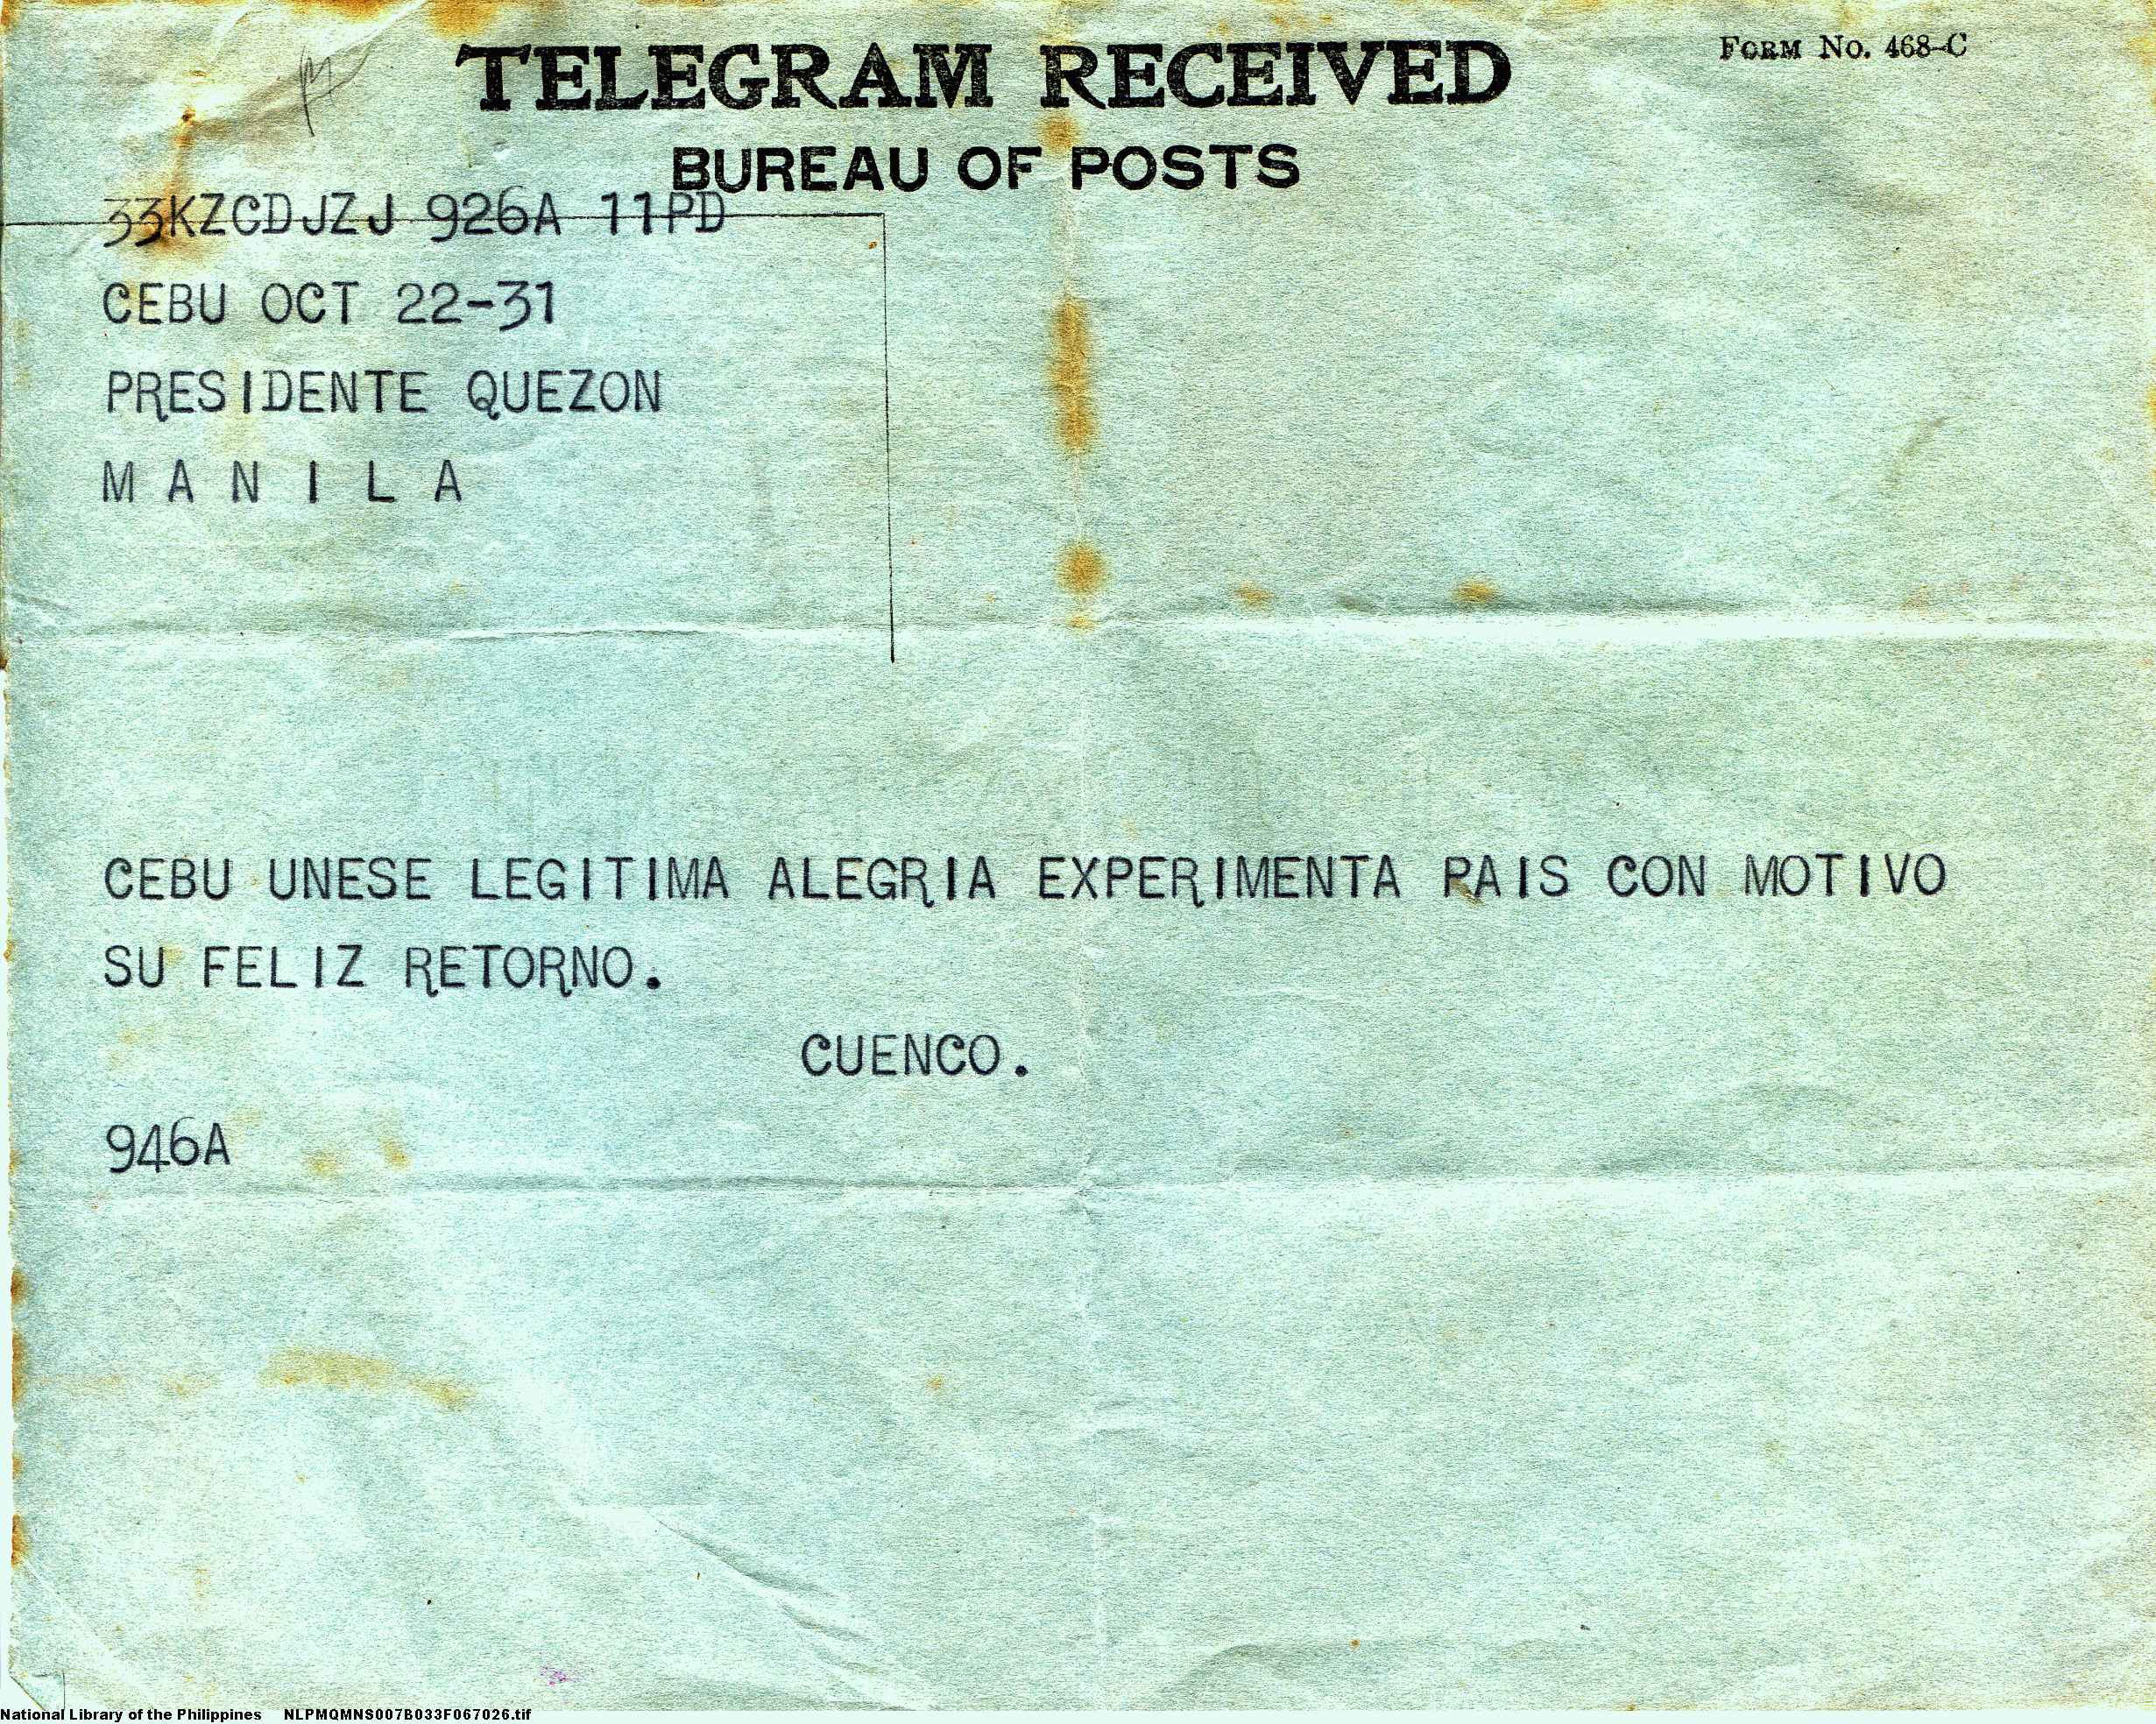 TELEGRAM RECEIVED
FORM NO. 468-C
BUREAU OF POSTS
33KZCDJZJ 926A 11PD
CEBU OCT 22-31
PRESIDENTE QUEZON
M A N I L A
CEBU UNESE LEGITIMA ALEGRIA EXPERIMENTA PAIS CON MOTIVO
SU FELIZ RETORNO.
CUENCO.
946A
National Library of the Philippines NLPMQMNS007B033F067026.tif